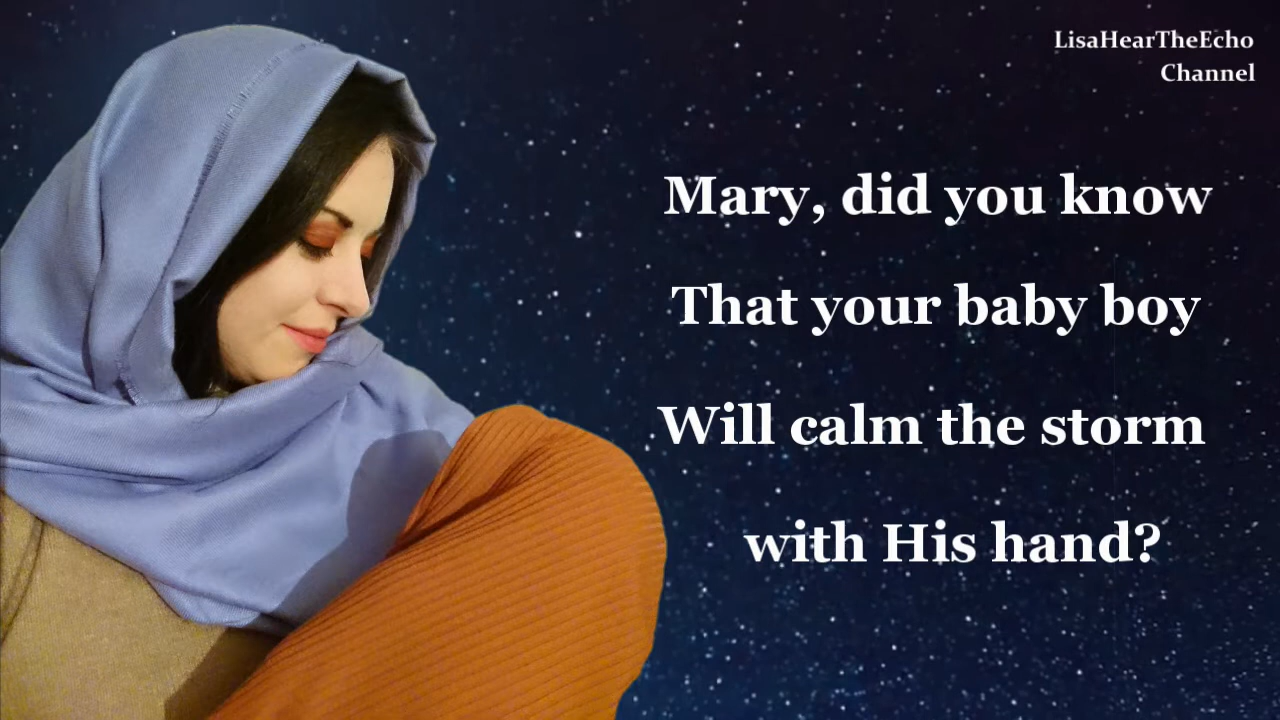 LisaHearTheEcho
Channel
Mary, did you know
That your baby boy
Will calm the storm
with His hand?